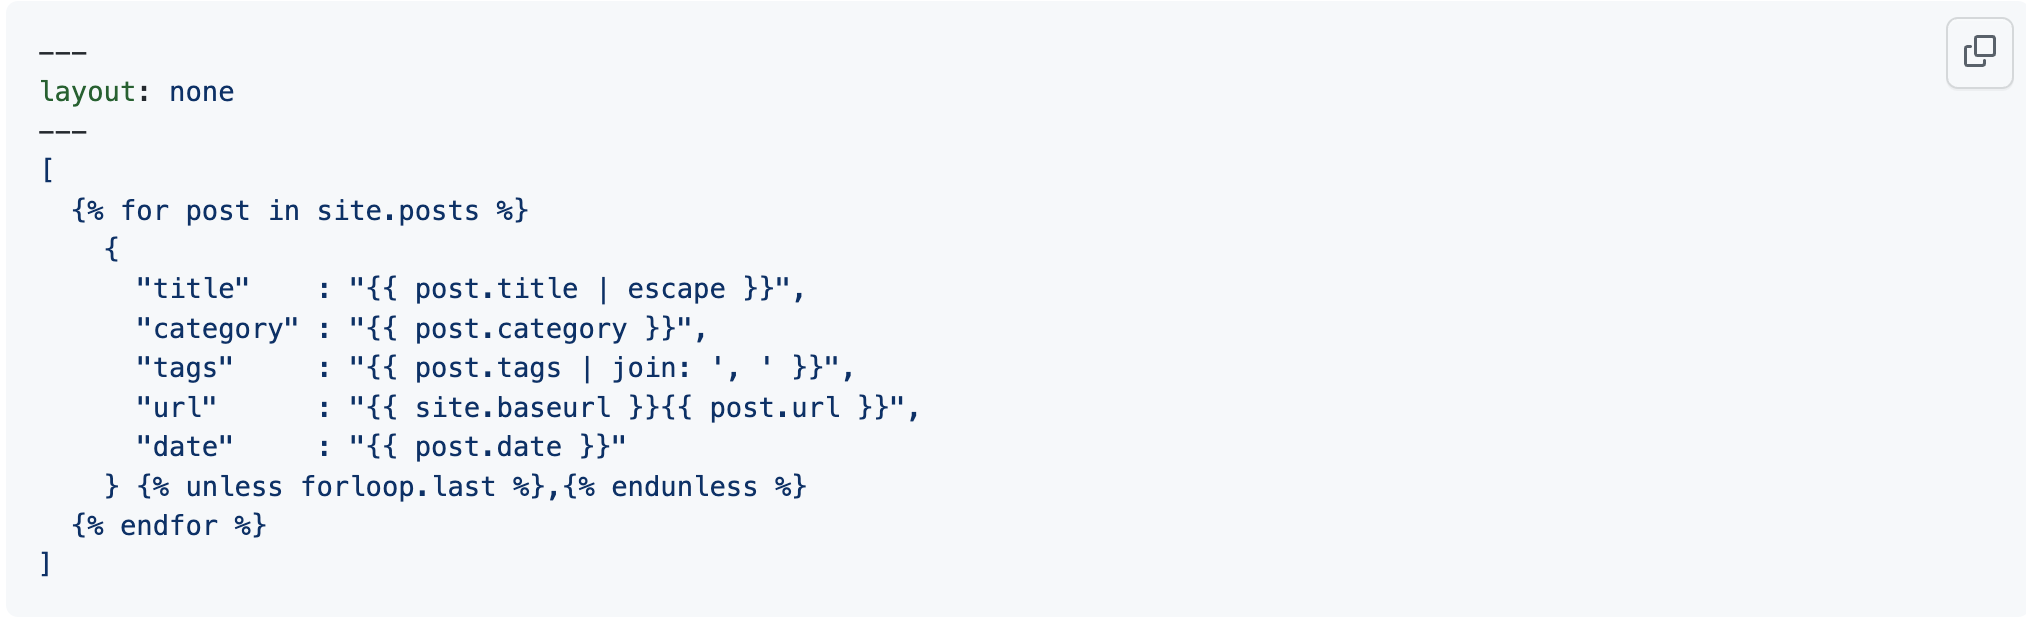 ---
layout: none
---
[
  {% for post in site.posts %}
    {
      "title"    : "{{ post.title | escape }}",
      "category" : "{{ post.category }}",
      "tags"     : "{{ post.tags | join: ', ' }}",
      "url"      : "{{ site.baseurl }}{{ post.url }}",
      "date"     : "{{ post.date }}"
    } {% unless forloop.last %},{% endunless %}
  {% endfor %}
]